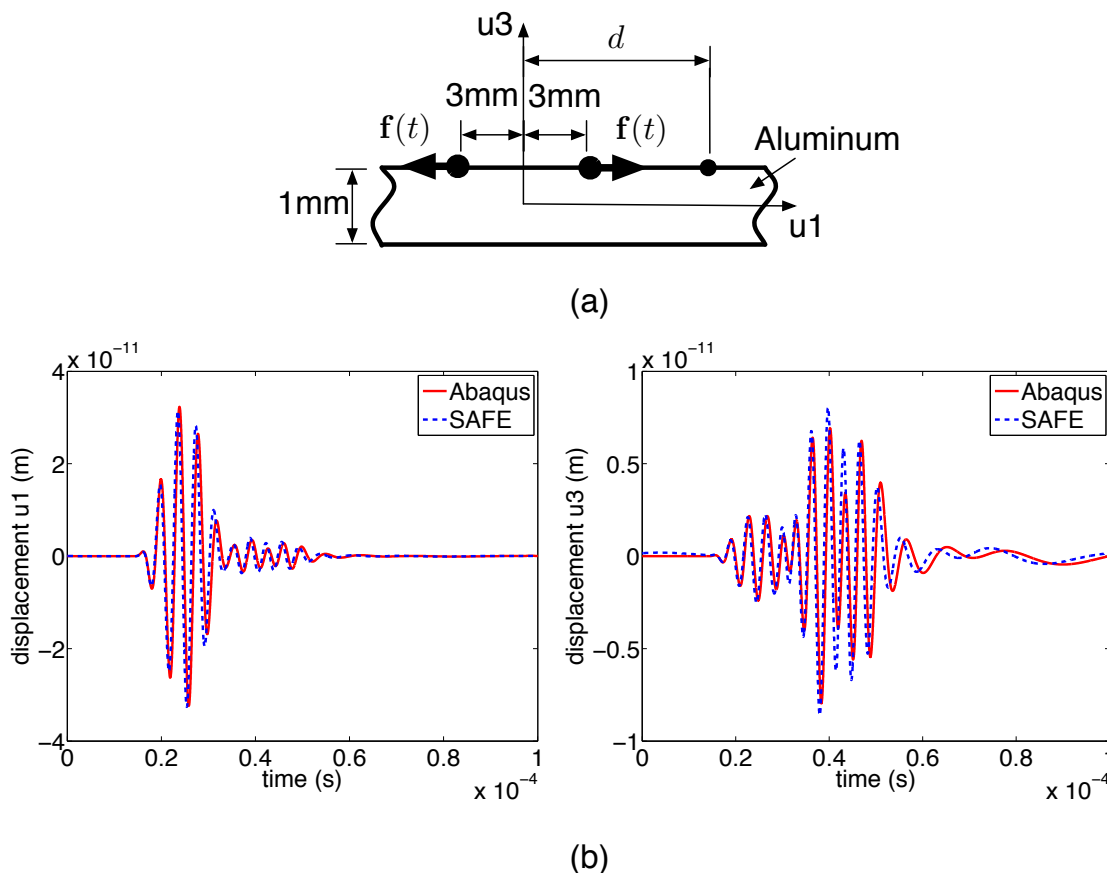 u3
d
3mm 3mm
f(t) f(t)
Aluminum
1mm
u1
(a)
x 10⁻¹¹
4
2
0
−2
−4
displacement u1 (m)
Abaqus
SAFE
0 0.2 0.4 0.6 0.8 1
time (s)
x 10⁻⁴
x 10⁻¹¹
1
0.5
0
−0.5
−1
displacement u3 (m)
Abaqus
SAFE
0 0.2 0.4 0.6 0.8 1
time (s)
x 10⁻⁴
(b)